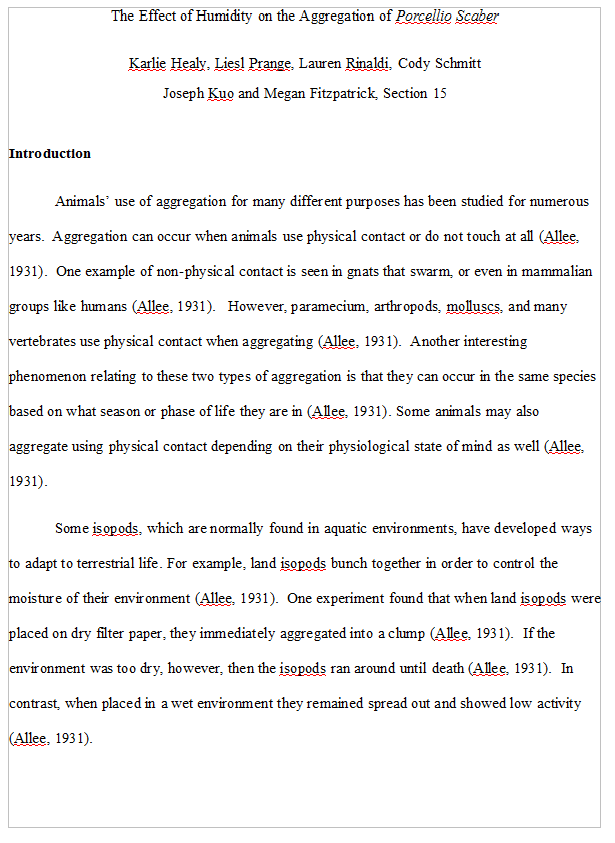 The Effect of Humidity on the Aggregation of Porcellio Scaber
Karlie Healy, Liesl Prange, Lauren Rinaldi, Cody Schmitt
Joseph Kuo and Megan Fitzpatrick, Section 15
Introduction
Animals' use of aggregation for many different purposes has been studied for numerous
years. Aggregation can occur when animals use physical contact or do not touch at all (Allee,
1931). One example of non-physical contact is seen in gnats that swarm, or even in mammalian
groups like humans (Allee, 1931). However, paramecium, arthropods, molluscs, and many
vertebrates use physical contact when aggregating (Allee, 1931). Another interesting
phenomenon relating to these two types of aggregation is that they can occur in the same species
based on what season or phase of life they are in (Allee, 1931). Some animals may also
aggregate using physical contact depending on their physiological state of mind as well (Allee,
1931).
Some isopods, which are normally found in aquatic environments, have developed ways
to adapt to terrestrial life. For example, land isopods bunch together in order to control the
moisture of their environment (Allee, 1931). One experiment found that when land isopods were
placed on dry filter paper, they immediately aggregated into a clump (Allee, 1931). If the
environment was too dry, however, then the isopods ran around until death (Allee, 1931). In
contrast, when placed in a wet environment they remained spread out and showed low activity
(Allee, 1931).